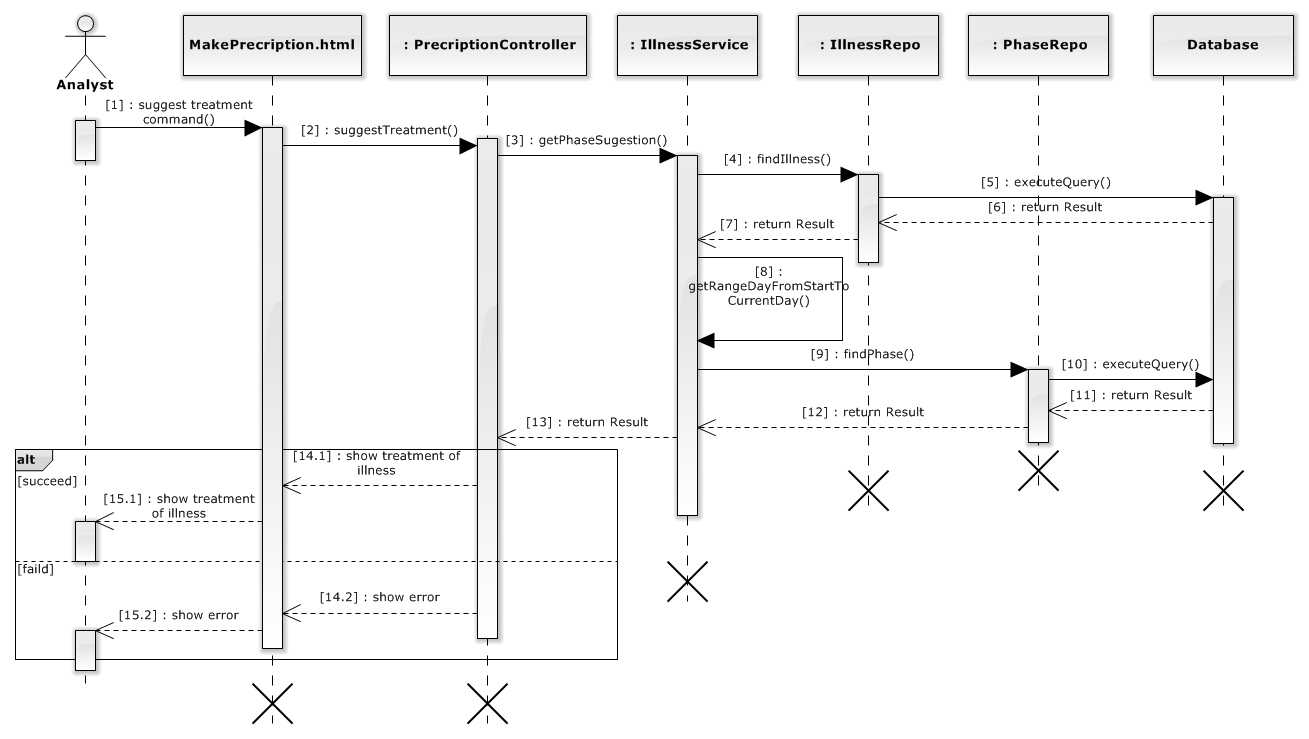 MakePrecription.html
: PrecriptionController
: IllnessService
: IllnessRepo
: PhaseRepo
Database
Analyst
[1] : suggest treatment
command()
[2] : suggestTreatment()
[3] : getPhaseSugestion()
[4] : findIllness()
[5] : executeQuery()
[6] : return Result
[7] : return Result
[8] :
getRangeDayFromStartTo
CurrentDay()
[9] : findPhase()
[10] : executeQuery()
[11] : return Result
[12] : return Result
[13] : return Result
alt
[14.1] : show treatment of
illness
[succeed]
[15.1] : show treatment
of illness
[faild]
[14.2] : show error
[15.2] : show error